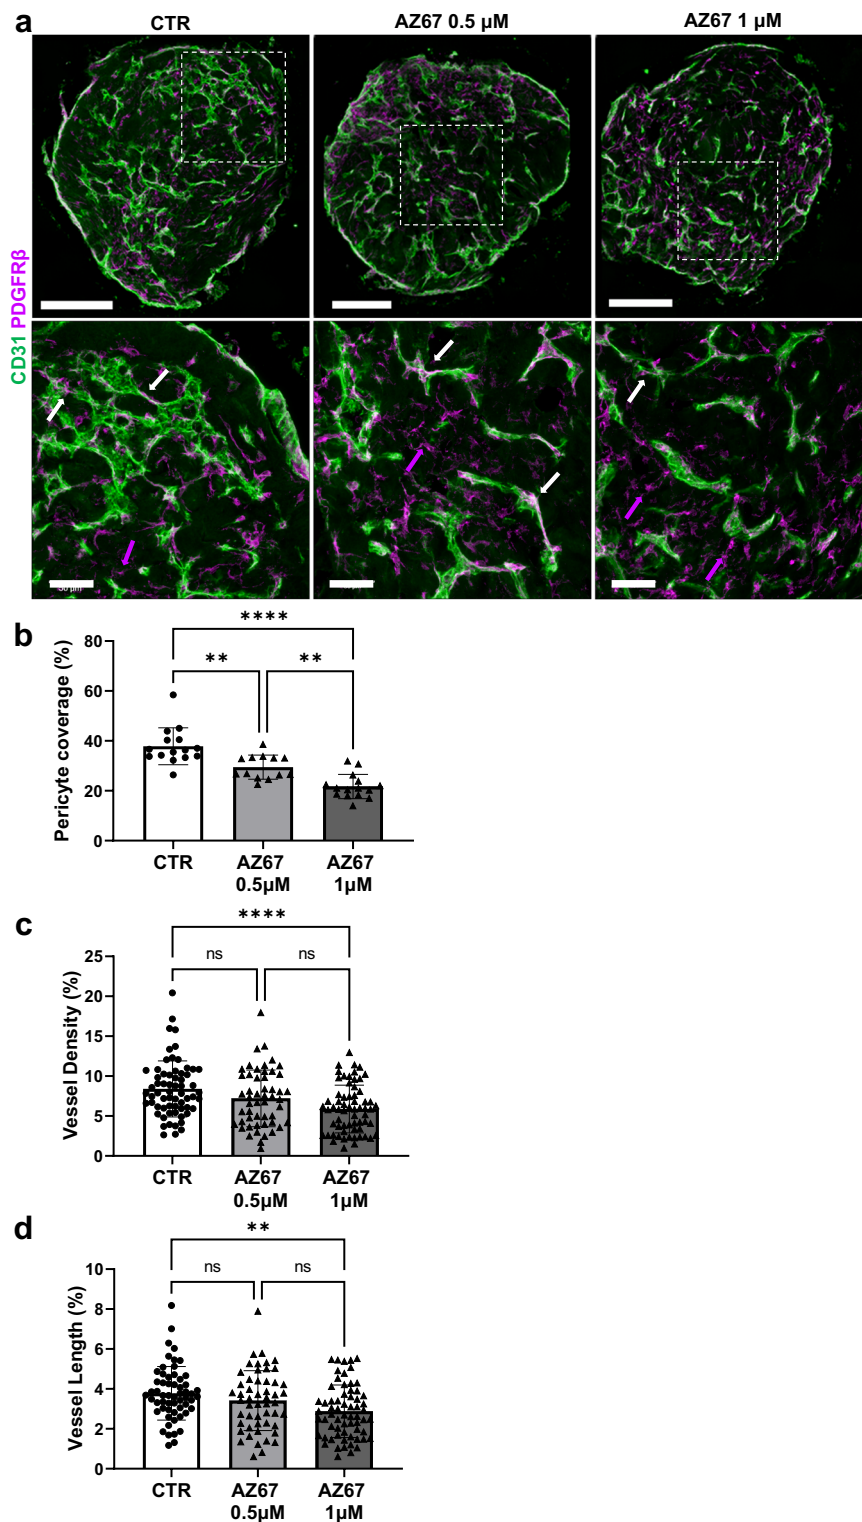 a
CTR
AZ67 0.5 µM
AZ67 1 µM
CD31 PDGFRβ
50 µm
b
Pericyte coverage (%)
80
60
40
20
0
****
**
**
CTR
AZ67
0.5µM
AZ67
1µM
c
Vessel Density (%)
25
20
15
10
5
0
****
ns
ns
CTR
AZ67
0.5µM
AZ67
1µM
d
Vessel Length (%)
10
8
6
4
2
0
**
ns
ns
CTR
AZ67
0.5µM
AZ67
1µM